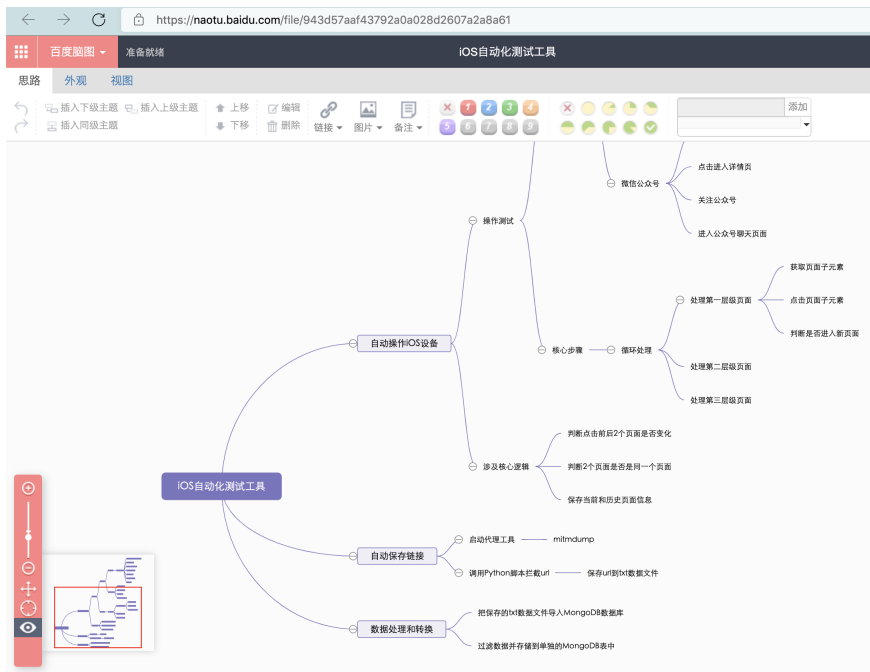 https://naotu.baidu.com/file/943d57aaf43792a0a028d2607a2a8a61
百度脑图 准备就绪 iOS自动化测试工具
思路 外观 视图
插入下级主题 插入上级主题 上移 编辑 添加
插入同级主题 下移 删除 链接 图片 备注
1 2 3 4
5 6 7 8 9
点击进入详情页
微信公众号
关注公众号
操作测试
进入公众号聊天页面
获取页面子元素
处理第一层级页面 点击页面子元素
判断是否进入新页面
自动操作iOS设备
核心步骤 循环处理
处理第二层级页面
处理第三层级页面
判断点击前后2个页面是否变化
涉及核心逻辑 判断2个页面是否是同一个页面
iOS自动化测试工具
保存当前和历史页面信息
启动代理工具 mitmdump
自动保存链接
调用Python脚本拦截url 保存url到txt数据文件
把保存的txt数据文件导入MongoDB数据库
数据处理和转换
过滤数据并存储到单独的MongoDB表中